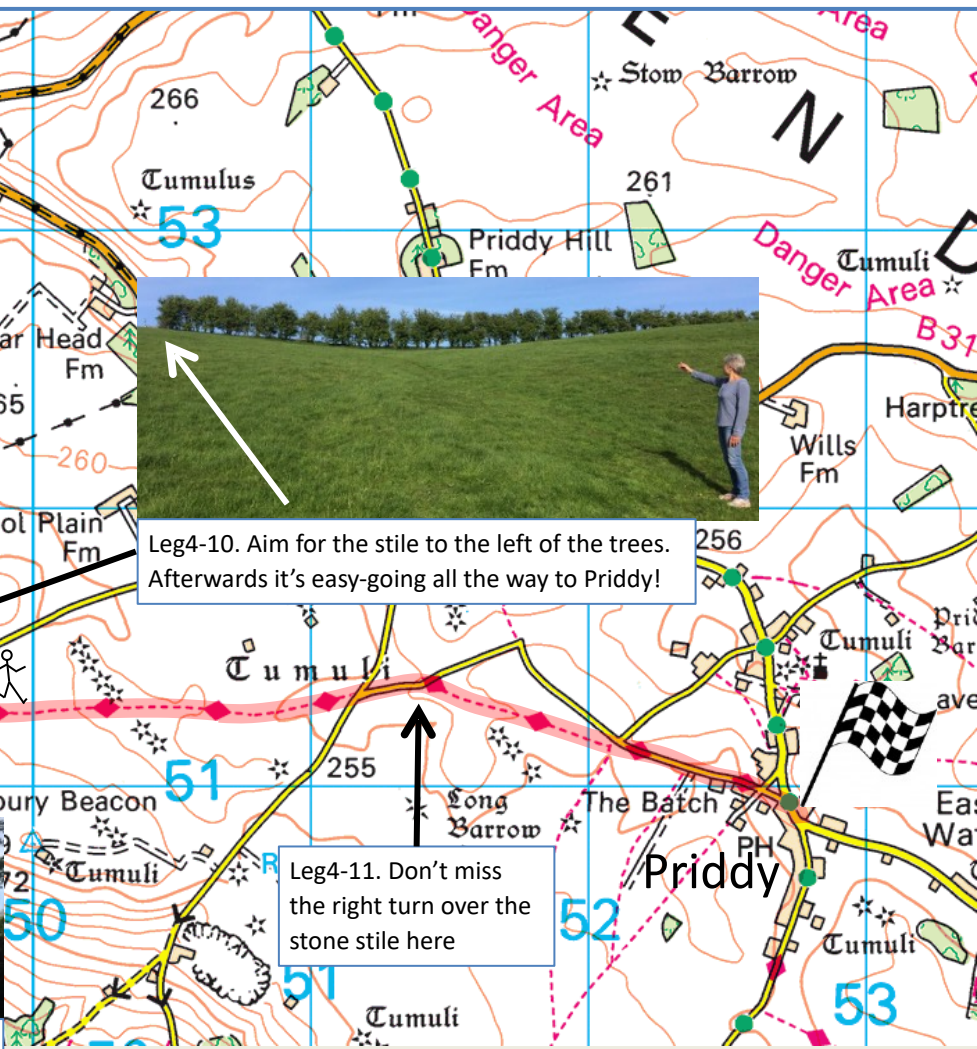 Area
Danger Area
E
Stow Barrow
266
N
Tumulus
261
53
Priddy Hill
Fm
Danger Area
Tumuli
D
B31
ar Head
Fm
65
Harptre
260
Wills
Fm
ol Plain
Fm
Leg4-10. Aim for the stile to the left of the trees.
Afterwards it’s easy-going all the way to Priddy!
256
Tumuli
Tumuli
51
255
bury Beacon
Long
Barrow
The Batch
Tumuli
72
PH
Priddy
Leg4-11. Don’t miss
the right turn over the
stone stile here
R
50
52
51
Tumuli
53
Tumuli